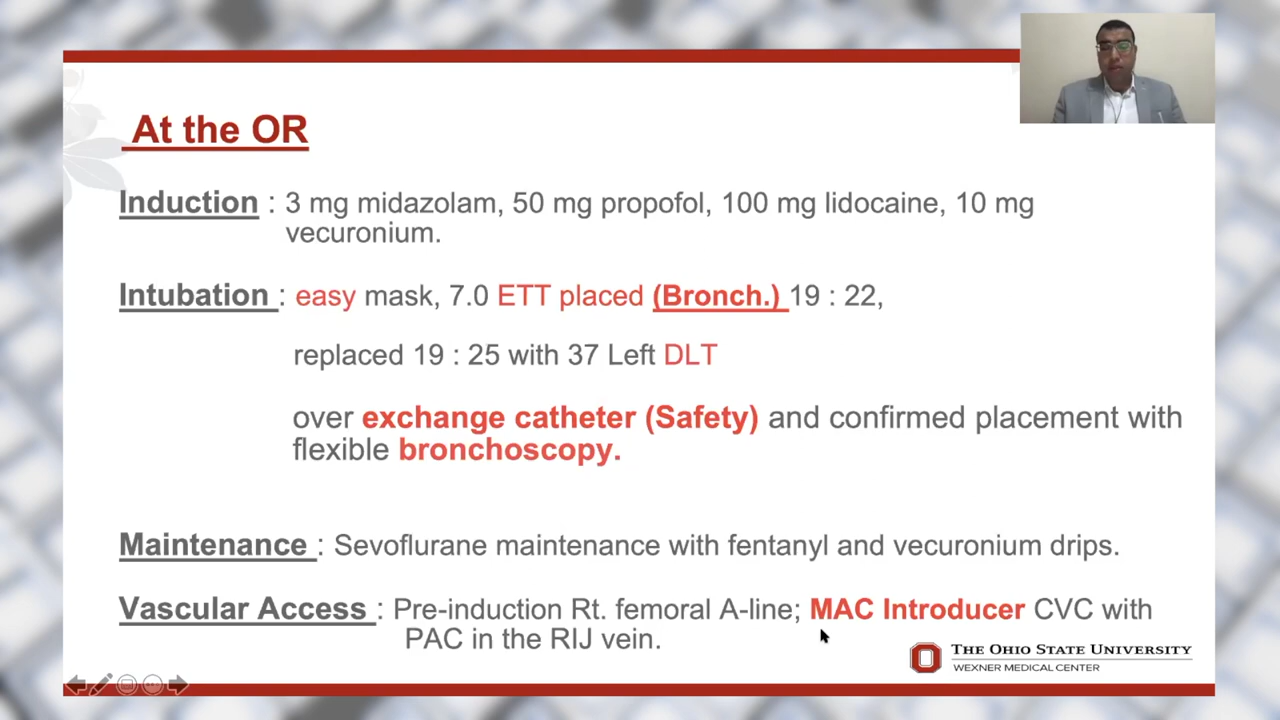 At the OR
Induction : 3 mg midazolam, 50 mg propofol, 100 mg lidocaine, 10 mg
vecuronium.
Intubation : easy mask, 7.0 ETT placed (Bronch.) 19 : 22,
replaced 19 : 25 with 37 Left DLT
over exchange catheter (Safety) and confirmed placement with
flexible bronchoscopy.
Maintenance : Sevoflurane maintenance with fentanyl and vecuronium drips.
Vascular Access : Pre-induction Rt. femoral A-line; MAC Introducer CVC with
PAC in the RIJ vein.
THE OHIO STATE UNIVERSITY
WEXNER MEDICAL CENTER